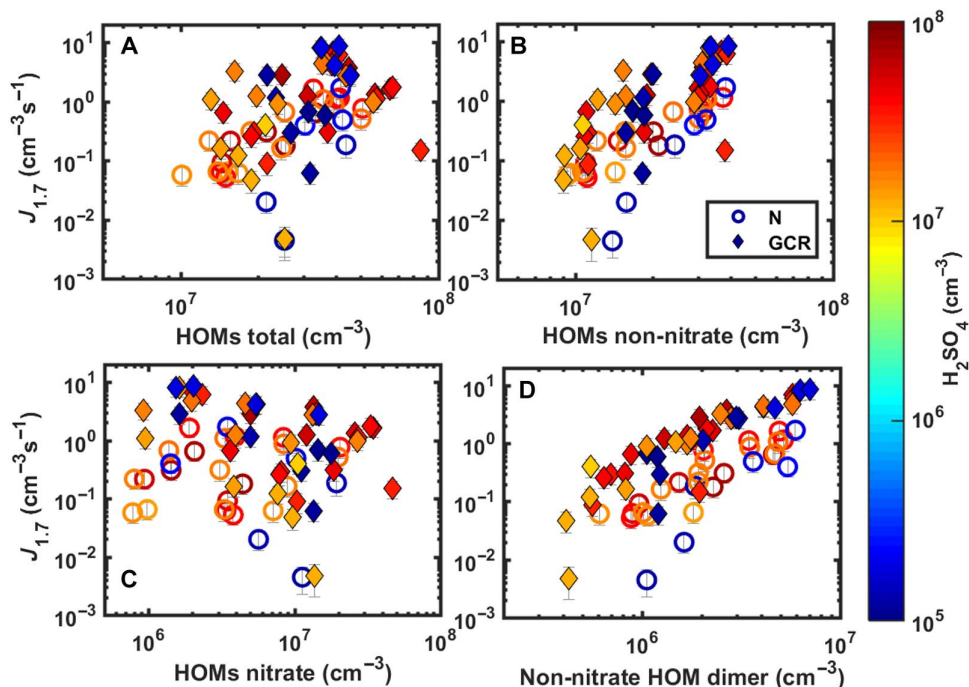 A
B
10^1
10^0
10^-1
10^-2
10^-3
J1.7 (cm^-3 s^-1)
10^7
10^8
HOMs total (cm^-3)
10^1
10^0
10^-1
10^-2
10^-3
N
GCR
10^7
10^8
HOMs non-nitrate (cm^-3)
C
D
10^1
10^0
10^-1
10^-2
10^-3
J1.7 (cm^-3 s^-1)
10^6
10^7
10^8
HOMs nitrate (cm^-3)
10^1
10^0
10^-1
10^-2
10^-3
10^6
10^7
Non-nitrate HOM dimer (cm^-3)
10^8
10^7
10^6
10^5
H2SO4 (cm^-3)